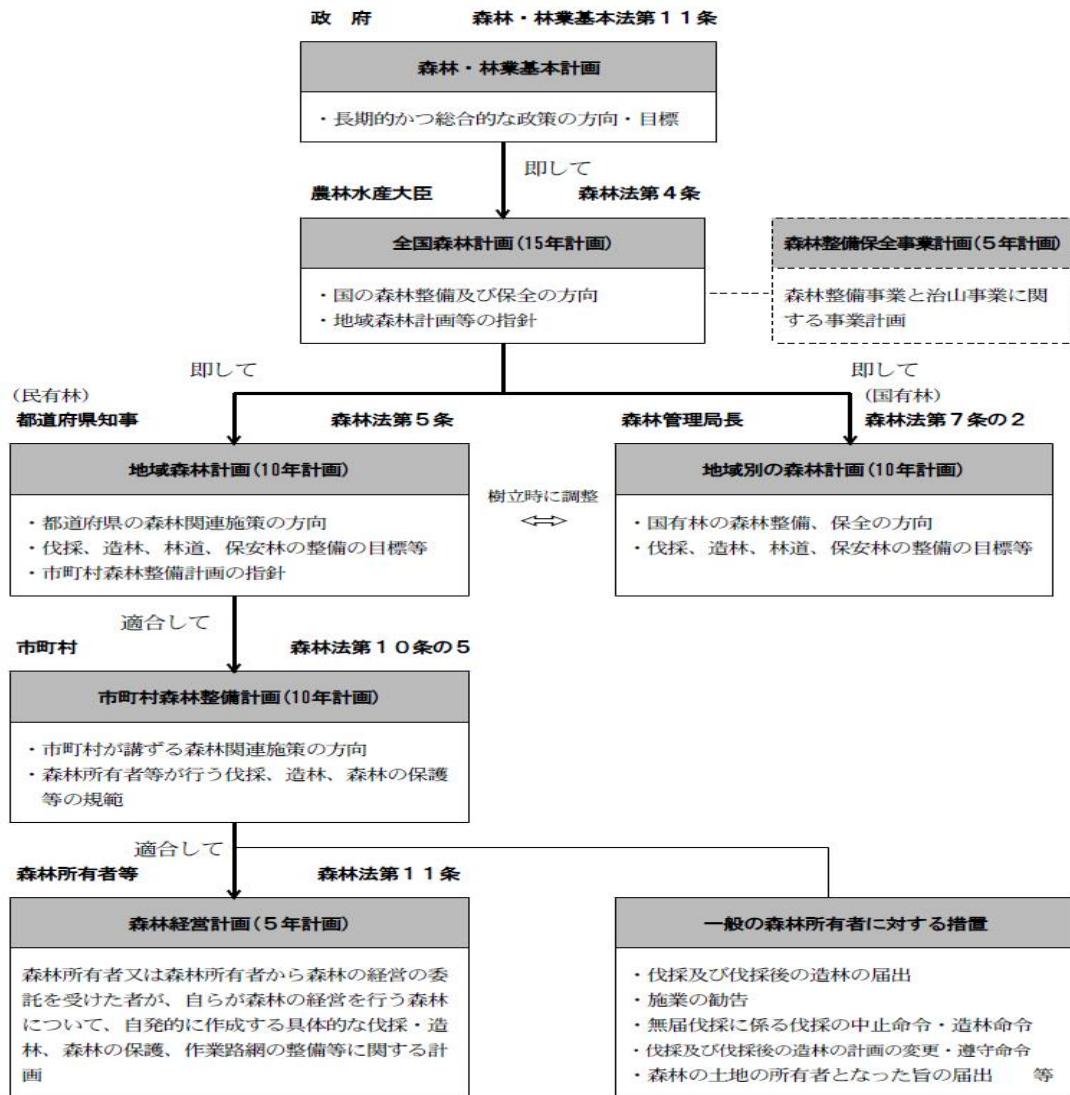 政　府　　　森林・林業基本法第１１条
森林・林業基本計画
・長期的かつ総合的な政策の方向・目標
即して
農林水産大臣　　　森林法第４条
全国森林計画(15年計画)
・国の森林整備及び保全の方向
・地域森林計画等の指針
森林整備保全事業計画(５年計画)
森林整備事業と治山事業に関
する事業計画
即して
即して
(民有林)
都道府県知事　　　森林法第５条
(国有林)
森林管理局長　　　森林法第７条の２
地域森林計画(10年計画)
・都道府県の森林関連施策の方向
・伐採、造林、林道、保安林の整備の目標等
・市町村森林整備計画の指針
樹立時に調整
⇔
地域別の森林計画(10年計画)
・国有林の森林整備、保全の方向
・伐採、造林、林道、保安林の整備の目標等
適合して
市町村　　　森林法第１０条の５
市町村森林整備計画(10年計画)
・市町村が講ずる森林関連施策の方向
・森林所有者等が行う伐採、造林、森林の保護
等の規範
適合して
森林所有者等　　　森林法第１１条
森林経営計画(５年計画)
森林所有者又は森林所有者から森林の経営の委
託を受けた者が、自らが森林の経営を行う森林
について、自発的に作成する具体的な伐採・造
林、森林の保護、作業路網の整備等に関する計
画
一般の森林所有者に対する措置
・伐採及び伐採後の造林の届出
・施業の勧告
・無届伐採に係る伐採の中止命令・造林命令
・伐採及び伐採後の造林の計画の変更・遵守命令
・森林の土地の所有者となった旨の届出　　等